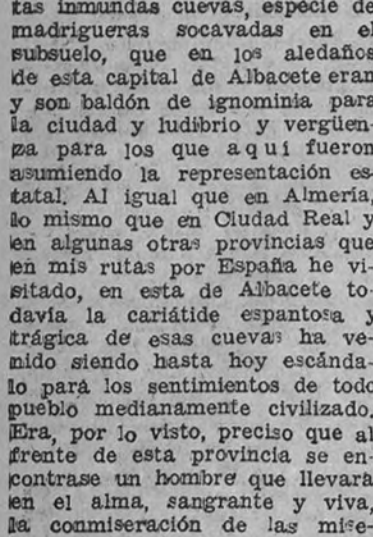 tas inmundas cuevas, especie de
madrigueras socavadas en el
subsuelo, que en los aledaños
de esta capital de Albacete eran
y son baldón de ignominia para
la ciudad y ludibrio y vergüen-
za para los que aquí fueron
asumiendo la representación es-
tatal. Al igual que en Almería,
lo mismo que en Ciudad Real y
en algunas otras provincias que
en mis rutas por España he vi-
sitado, en esta de Albacete to-
davía la cariátide espantosa y
trágica de esas cuevas ha ve-
nido siendo hasta hoy escánda-
lo pará los sentimientos de todo
pueblo medianamente civilizado.
Era, por lo visto, preciso que al
frente de esta provincia se en-
contrase un hombre que llevara
en el alma, sangrante y viva,
la conmiseración de las mise-